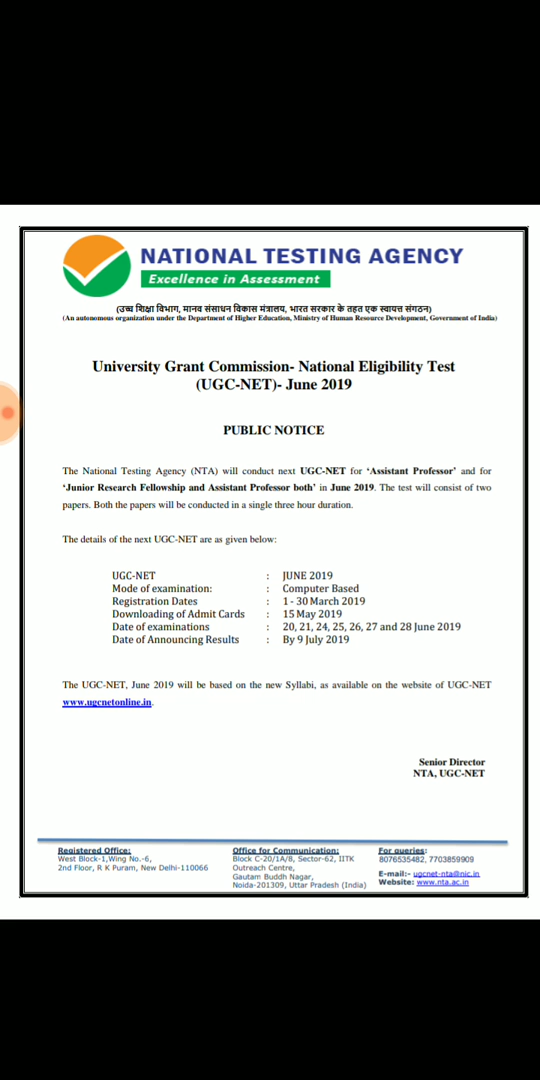 NATIONAL TESTING AGENCY
Excellence in Assessment
(उच्च शिक्षा विभाग, मानव संसाधन विकास मंत्रालय, भारत सरकार के तहत एक स्वायत्त संगठन)
(An autonomous organization under the Department of Higher Education, Ministry of Human Resource Development, Government of India)
University Grant Commission- National Eligibility Test
(UGC-NET)- June 2019
PUBLIC NOTICE
The National Testing Agency (NTA) will conduct next UGC-NET for ‘Assistant Professor’ and for
‘Junior Research Fellowship and Assistant Professor both’ in June 2019. The test will consist of two
papers. Both the papers will be conducted in a single three hour duration.
The details of the next UGC-NET are as given below:
UGC-NET : JUNE 2019
Mode of examination: : Computer Based
Registration Dates : 1 - 30 March 2019
Downloading of Admit Cards : 15 May 2019
Date of examinations : 20, 21, 24, 25, 26, 27 and 28 June 2019
Date of Announcing Results : By 9 July 2019
The UGC-NET, June 2019 will be based on the new Syllabi, as available on the website of UGC-NET
www.ugcnetonline.in.
Senior Director
NTA, UGC-NET
Registered Office:
West Block-1,Wing No.-6,
2nd Floor, R K Puram, New Delhi-110066
Office for Communication:
Block C-20/1A/8, Sector-62, IITK
Outreach Centre,
Gautam Buddh Nagar,
Noida-201309, Uttar Pradesh (India)
For queries:
8076535482, 7703859909
E-mail:- ugcnet-nta@nic.in
Website: www.nta.ac.in